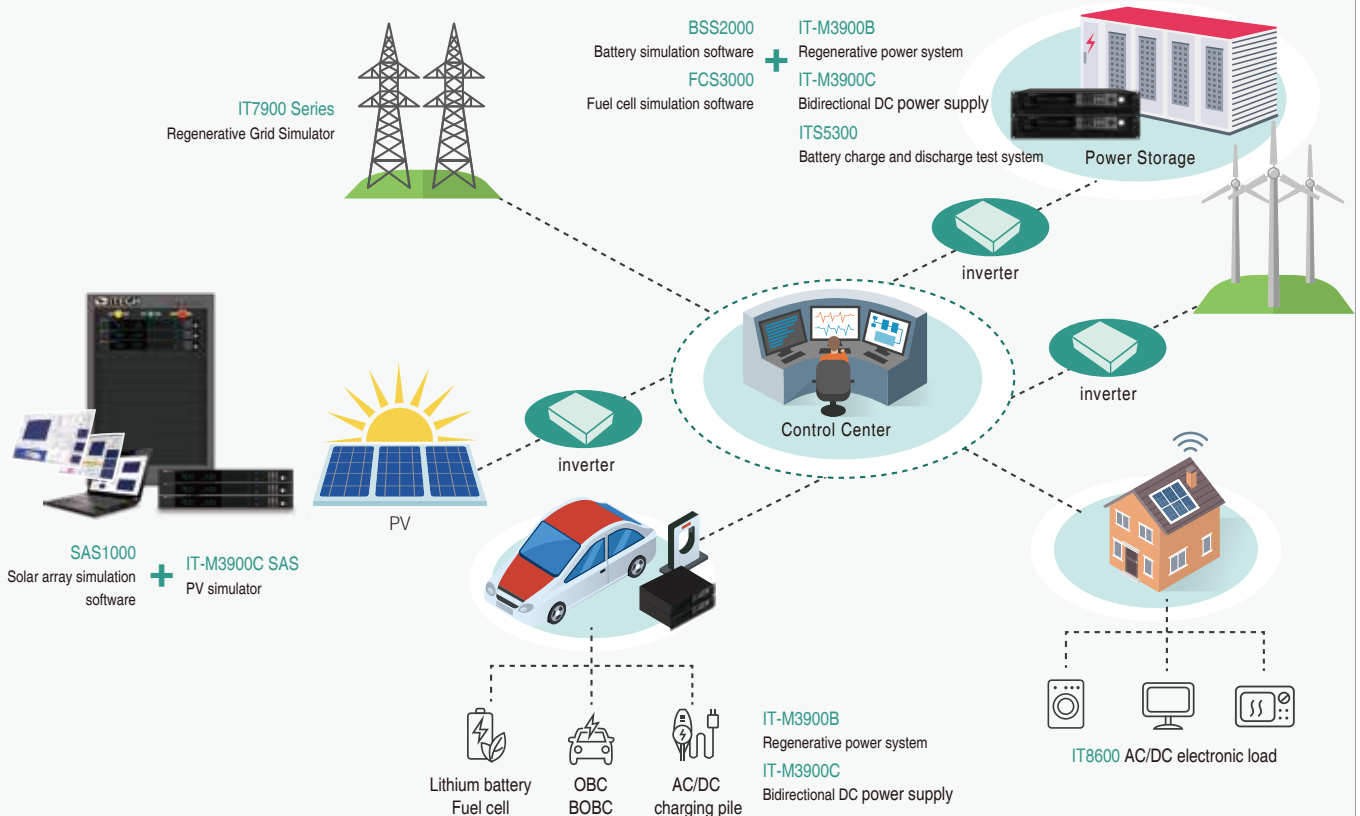 BSS2000
Battery simulation software
FCS3000
Fuel cell simulation software
+
IT-M3900B
Regenerative power system
IT-M3900C
Bidirectional DC power supply
ITS5300
Battery charge and discharge test system
Power Storage
IT7900 Series
Regenerative Grid Simulator
inverter
inverter
Control Center
ITECH
inverter
PV
SAS1000
Solar array simulation
software
+
IT-M3900C SAS
PV simulator
Lithium battery
Fuel cell
OBC
BOBC
AC/DC
charging pile
IT-M3900B
Regenerative power system
IT-M3900C
Bidirectional DC power supply
IT8600 AC/DC electronic load